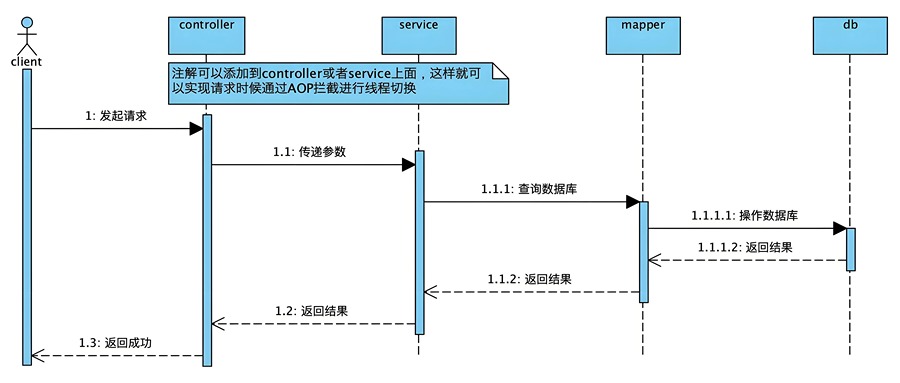 client
controller
service
mapper
db
注解可以添加到controller或者service上面，这样就可
以实现请求时候通过AOP拦截进行线程切换
1: 发起请求
1.1: 传递参数
1.1.1: 查询数据库
1.1.1.1: 操作数据库
1.1.1.2: 返回结果
1.1.2: 返回结果
1.2: 返回结果
1.3: 返回成功